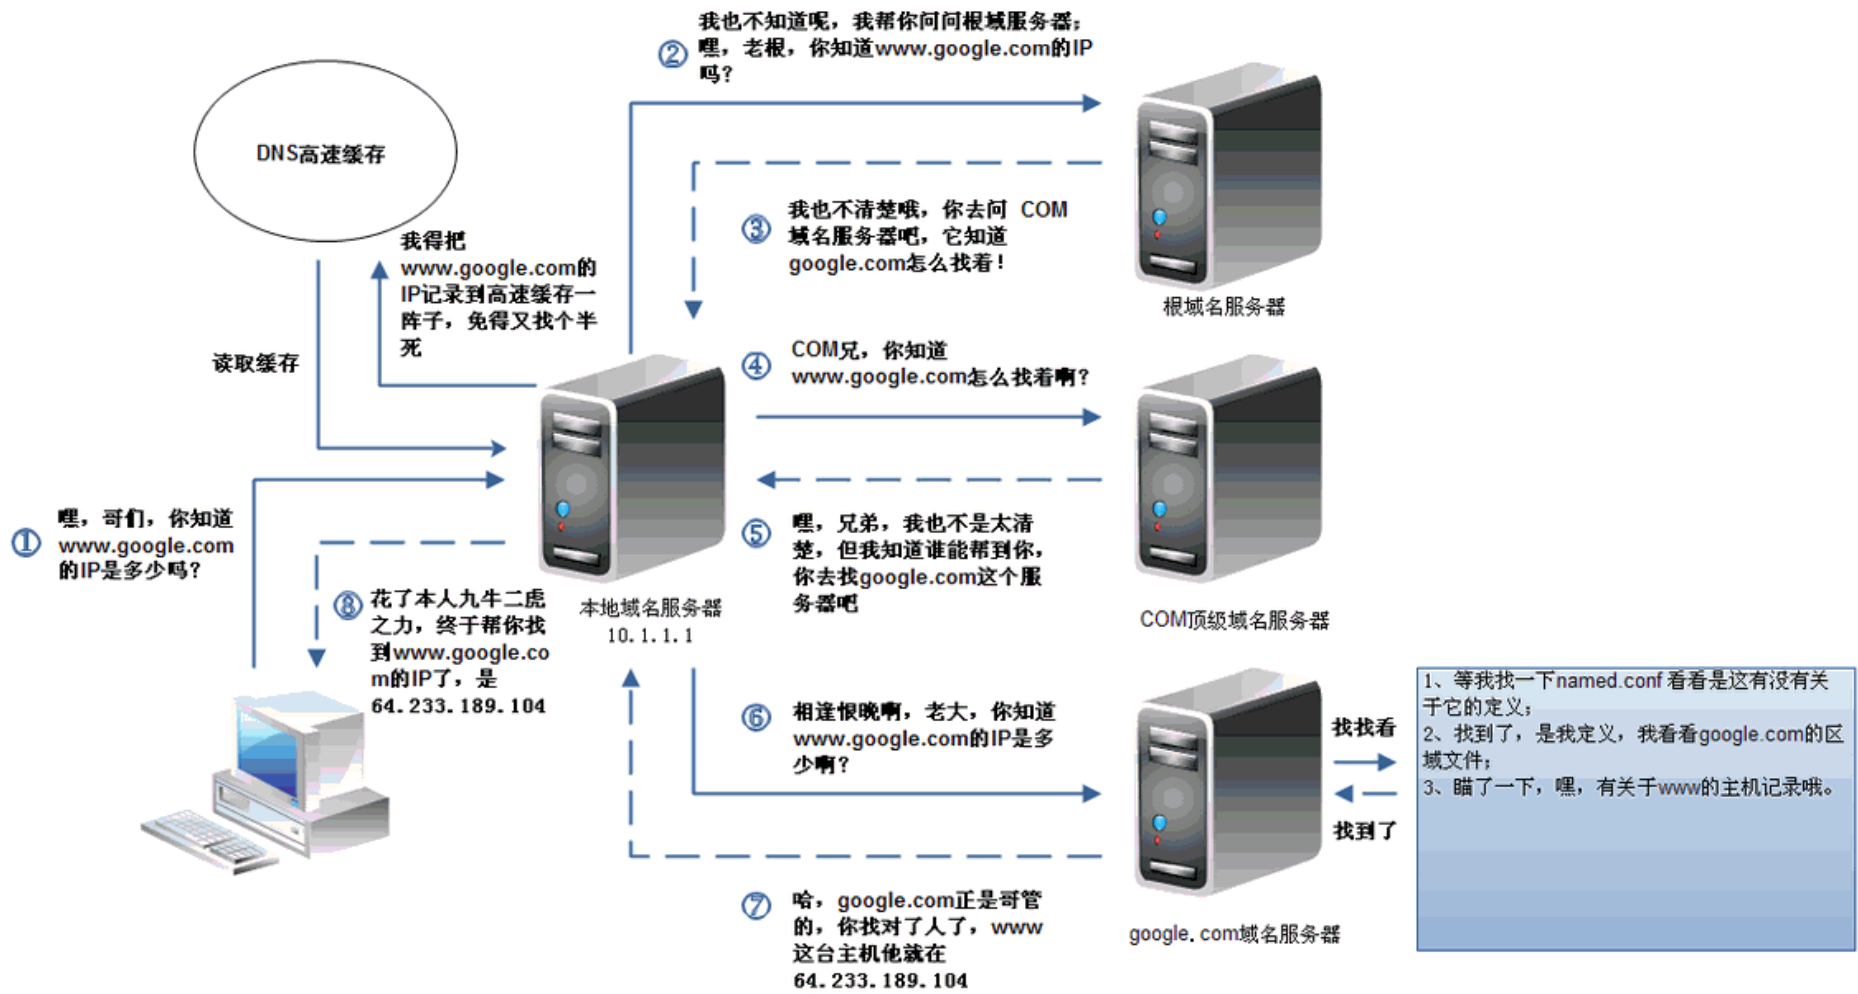 我也不知道呢，我帮你问问根域服务器；
② 嘿，老根，你知道www.google.com的IP
吗？
DNS高速缓存
③ 我也不清楚哦，你去问 COM
域名服务器吧，它知道
google.com怎么找着！
根域名服务器
我得把
www.google.com的
IP记录到高速缓存一
阵子，免得又找个半
死
读取缓存
④ COM兄，你知道
www.google.com怎么找着啊？
① 嘿，哥们，你知道
www.google.com
的IP是多少吗？
⑤ 嘿，兄弟，我也不是太清
楚，但我知道谁能帮到你，
你去找google.com这个服
务器吧
⑧ 花了本人九牛二虎
之力，终于帮你找
到www.google.co
m的IP了，是
64.233.189.104
本地域名服务器
10.1.1.1
COM顶级域名服务器
⑥ 相逢恨晚啊，老大，你知道
www.google.com的IP是多
少啊？
找找看
找到了
1、等我找一下named.conf 看看是这有没有关
于它的定义；
2、找到了，是我定义，我看看google.com的区
域文件；
3、瞄了一下，嘿，有关于www的主机记录哦。
⑦ 哈，google.com正是哥管
的，你找对了人了，www
这台主机他就在
64.233.189.104
google.com域名服务器